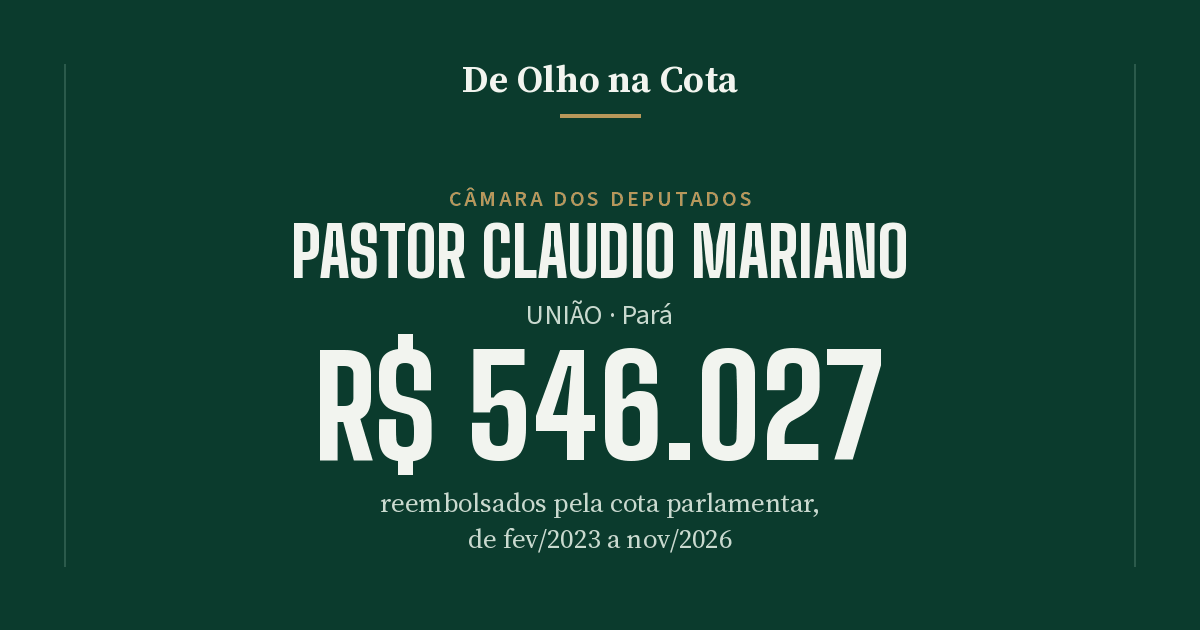 De Olho na Cota
CÂMARA DOS DEPUTADOS
PASTOR CLAUDIO MARIANO
UNIÃO · Pará
R$ 546.027
reembolsados pela cota parlamentar,
de fev/2023 a nov/2026